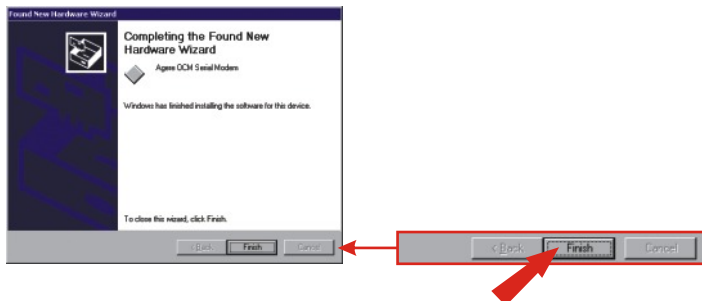 Found New Hardware Wizard
Completing the Found New
Hardware Wizard
Agere OCM Serial Modem
Windows has finished installing the software for this device.
To close this wizard, click Finish.
< Back Finish Cancel
< Back Finish Cancel